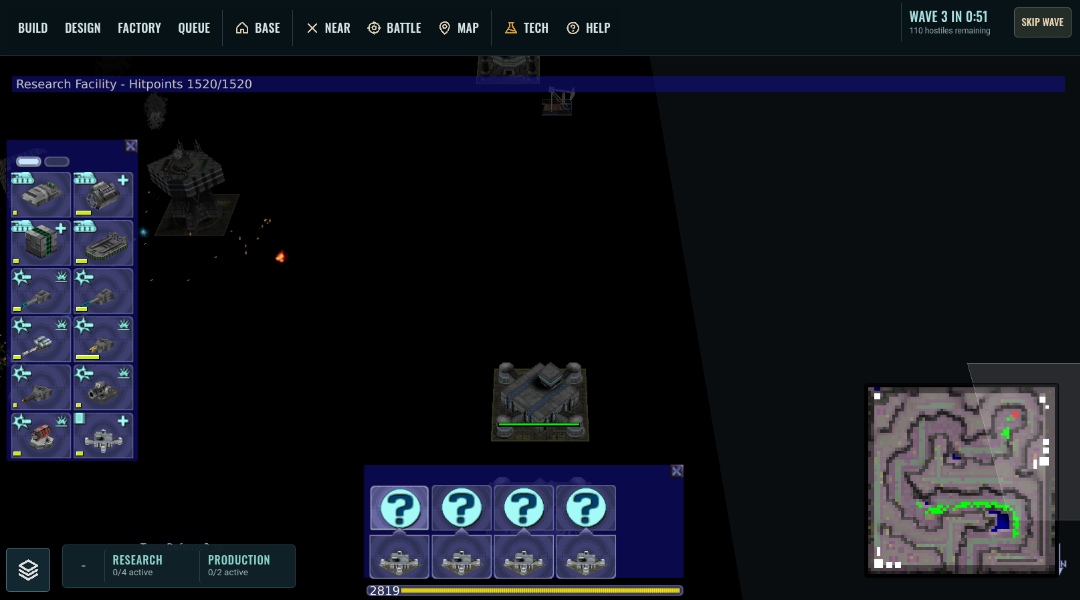 BUILD DESIGN FACTORY QUEUE BASE NEAR BATTLE MAP TECH HELP
WAVE 3 IN 0:51
110 hostiles remaining
SKIP WAVE
Research Facility - Hitpoints 1520/1520
? ? ? ?
2819
- RESEARCH
0/4 active
PRODUCTION
0/2 active
N